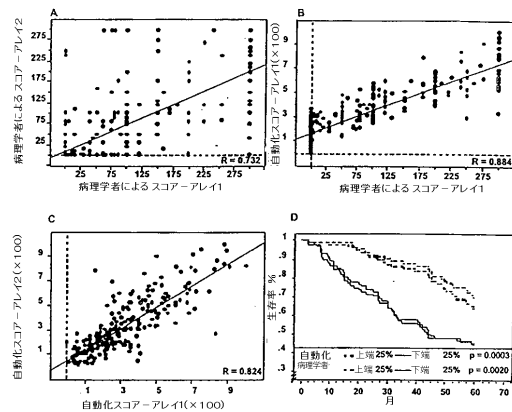 A
病理学者によるスコアーアレイ2
275
225
175
125
75
25
25 75 125 175 225 275
R = 0.732
病理学者によるスコアーアレイ1
B
自動化スコアーアレイ1(×100)
9
7
5
3
1
25 75 125 175 225 275
R = 0.884
病理学者によるスコアーアレイ1
C
自動化スコアーアレイ2(×100)
9
7
5
3
1
1 3 5 7 9
R = 0.824
自動化スコアーアレイ1(×100)
D
生存率 %
1
.9
.8
.7
.6
.5
.4
自動化 上端 25% 下端 25% p = 0.0003
病理学者 上端 25% 下端 25% p = 0.0020
0 10 20 30 40 50 60 70
月